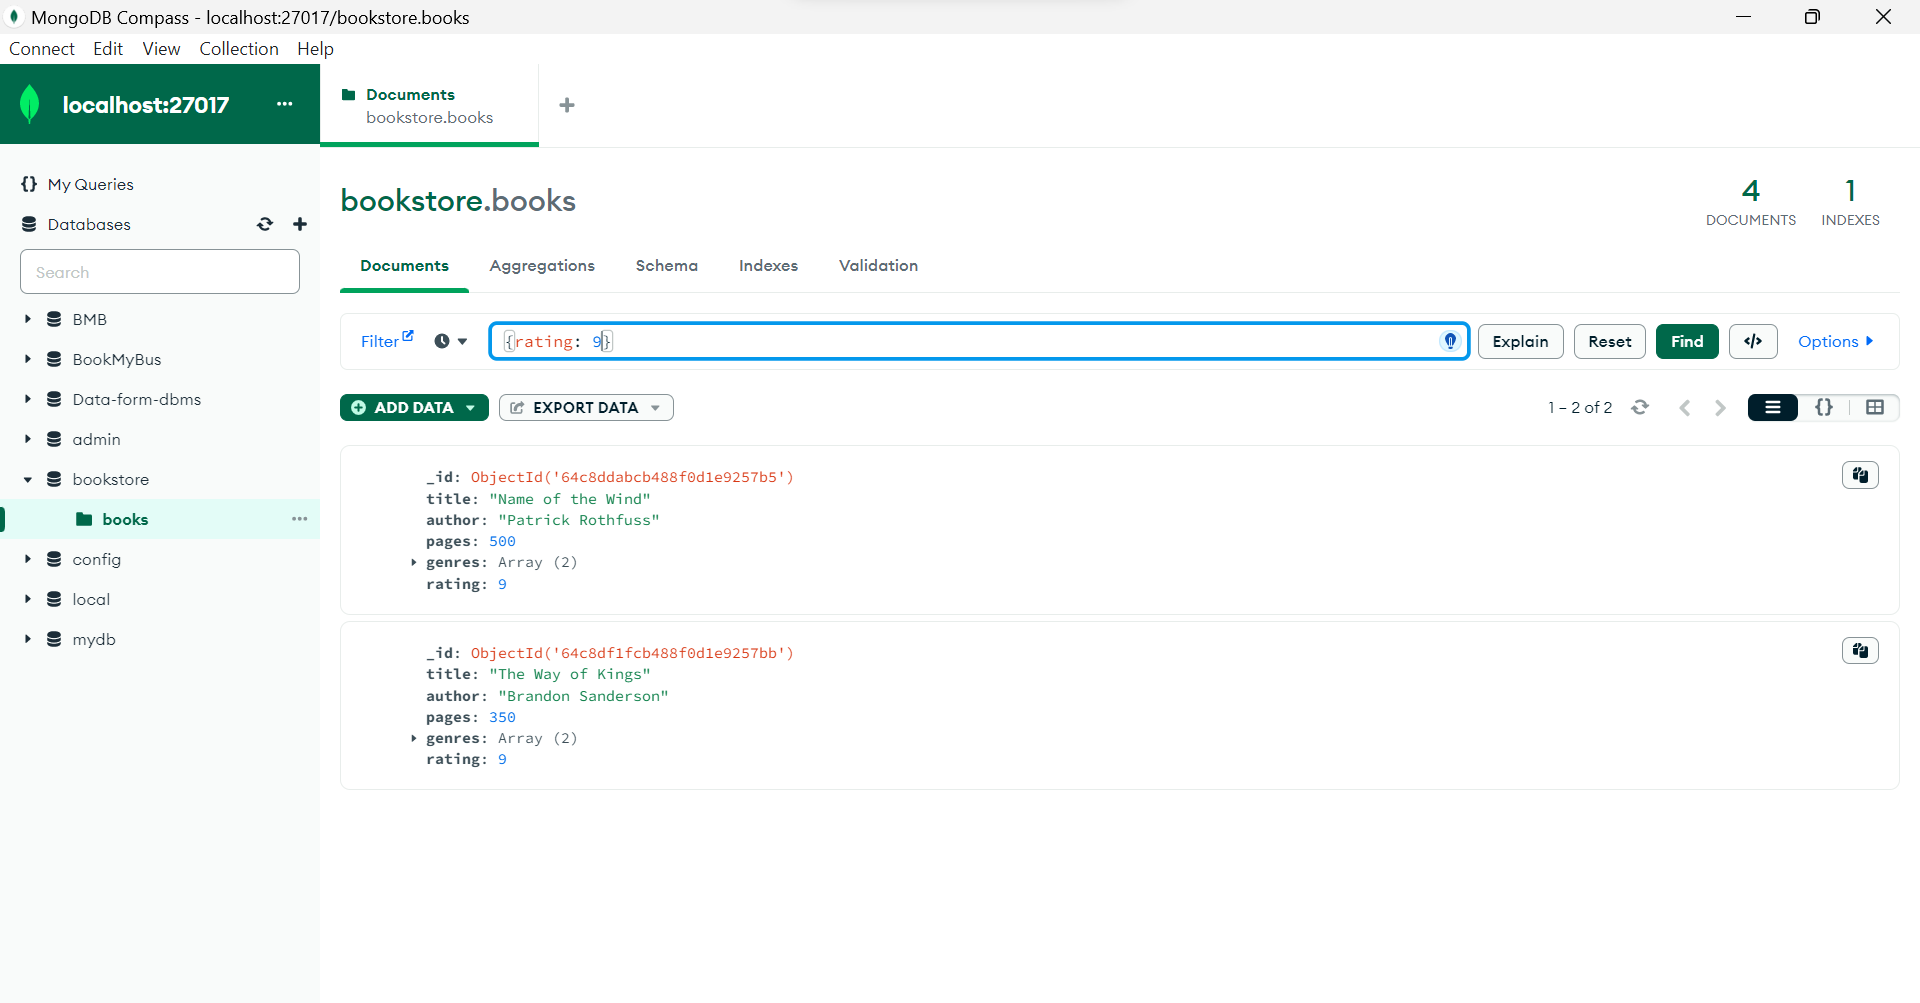 MongoDB Compass - localhost:27017/bookstore.books
Connect Edit View Collection Help
localhost:27017 ...
Documents
bookstore.books
+
{} My Queries
Databases
Search
BMB
BookMyBus
Data-form-dbms
admin
bookstore
books ...
config
local
mydb
bookstore.books
4
DOCUMENTS
1
INDEXES
Documents Aggregations Schema Indexes Validation
Filter {rating: 9} Explain Reset Find </> Options
ADD DATA EXPORT DATA 1 – 2 of 2 {}
_id: ObjectId('64c8ddabcb488f0d1e9257b5')
title: "Name of the Wind"
author: "Patrick Rothfuss"
pages: 500
genres: Array (2)
rating: 9
_id: ObjectId('64c8df1fcb488f0d1e9257bb')
title: "The Way of Kings"
author: "Brandon Sanderson"
pages: 350
genres: Array (2)
rating: 9